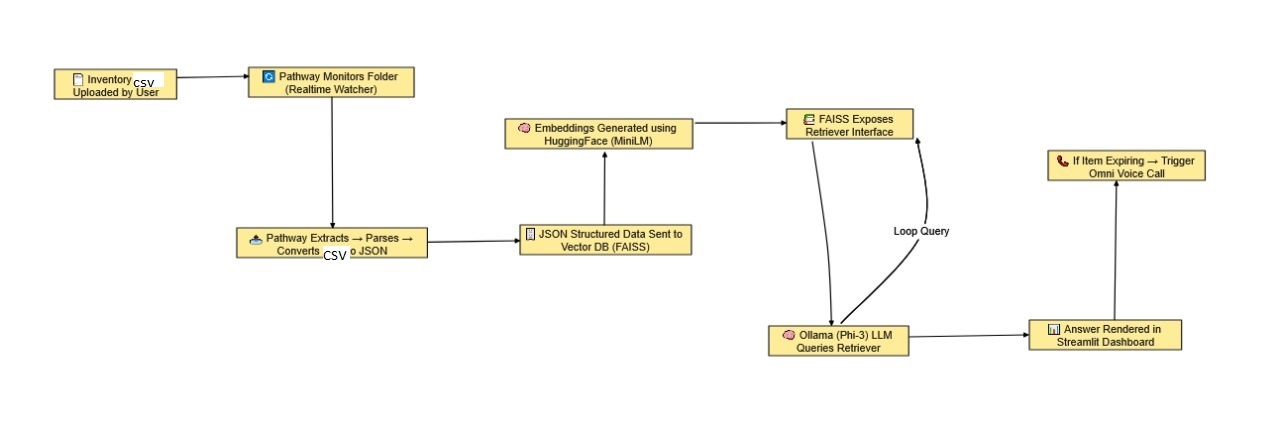 Inventory csv
Uploaded by User
Pathway Monitors Folder
(Realtime Watcher)
Pathway Extracts → Parses →
Converts CSV o JSON
JSON Structured Data Sent to
Vector DB (FAISS)
Embeddings Generated using
HuggingFace (MiniLM)
FAISS Exposes
Retriever Interface
Loop Query
Ollama (Phi-3) LLM
Queries Retriever
Answer Rendered in
Streamlit Dashboard
If Item Expiring → Trigger
Omni Voice Call